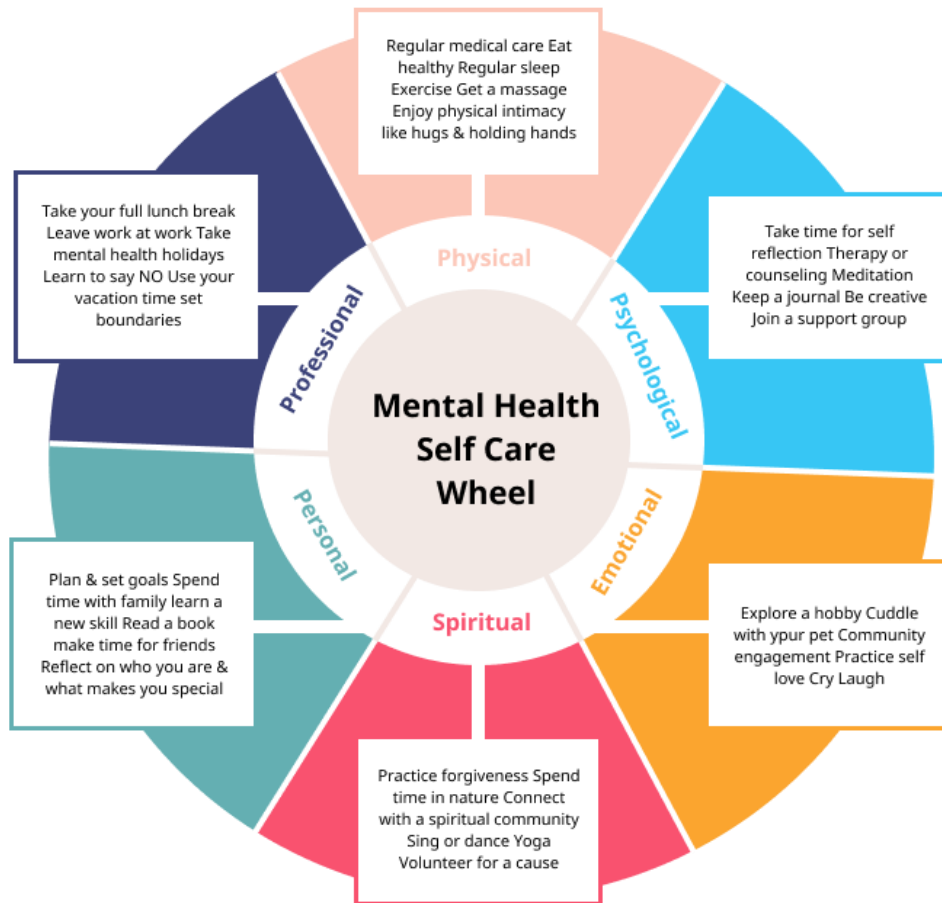 Mental Health
Self Care
Wheel
Physical
Regular medical care Eat
healthy Regular sleep
Exercise Get a massage
Enjoy physical intimacy
like hugs & holding hands
Psychological
Take time for self
reflection Therapy or
counseling Meditation
Keep a journal Be creative
Join a support group
Emotional
Explore a hobby Cuddle
with ypur pet Community
engagement Practice self
love Cry Laugh
Spiritual
Practice forgiveness Spend
time in nature Connect
with a spiritual community
Sing or dance Yoga
Volunteer for a cause
Personal
Plan & set goals Spend
time with family learn a
new skill Read a book
make time for friends
Reflect on who you are &
what makes you special
Professional
Take your full lunch break
Leave work at work Take
mental health holidays
Learn to say NO Use your
vacation time set
boundaries